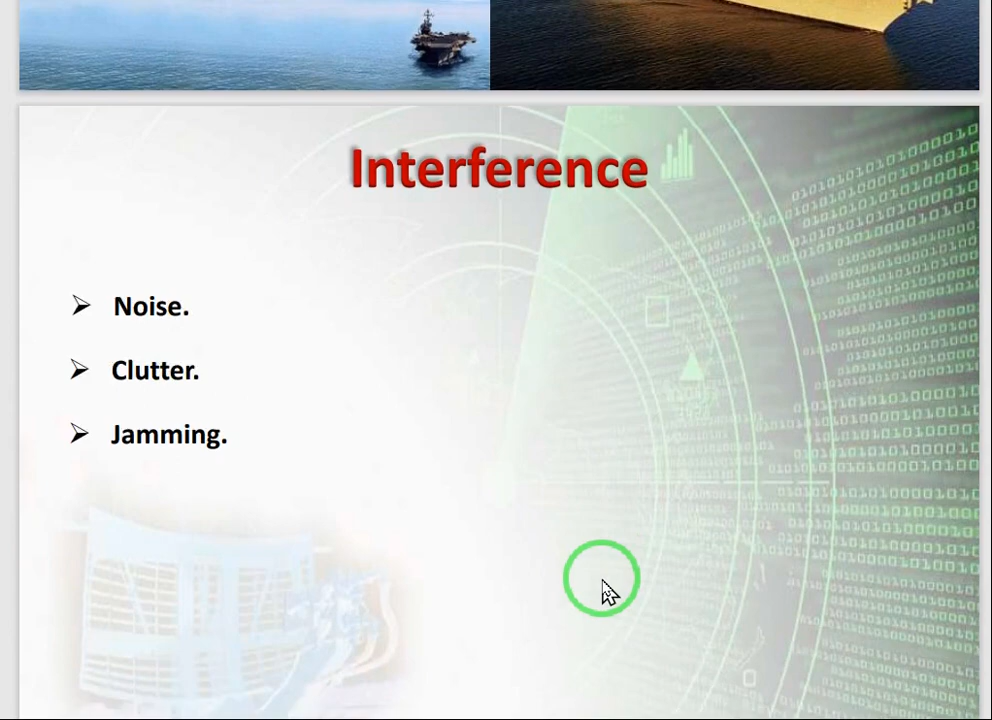 Interference
➢ Noise.
➢ Clutter.
➢ Jamming.